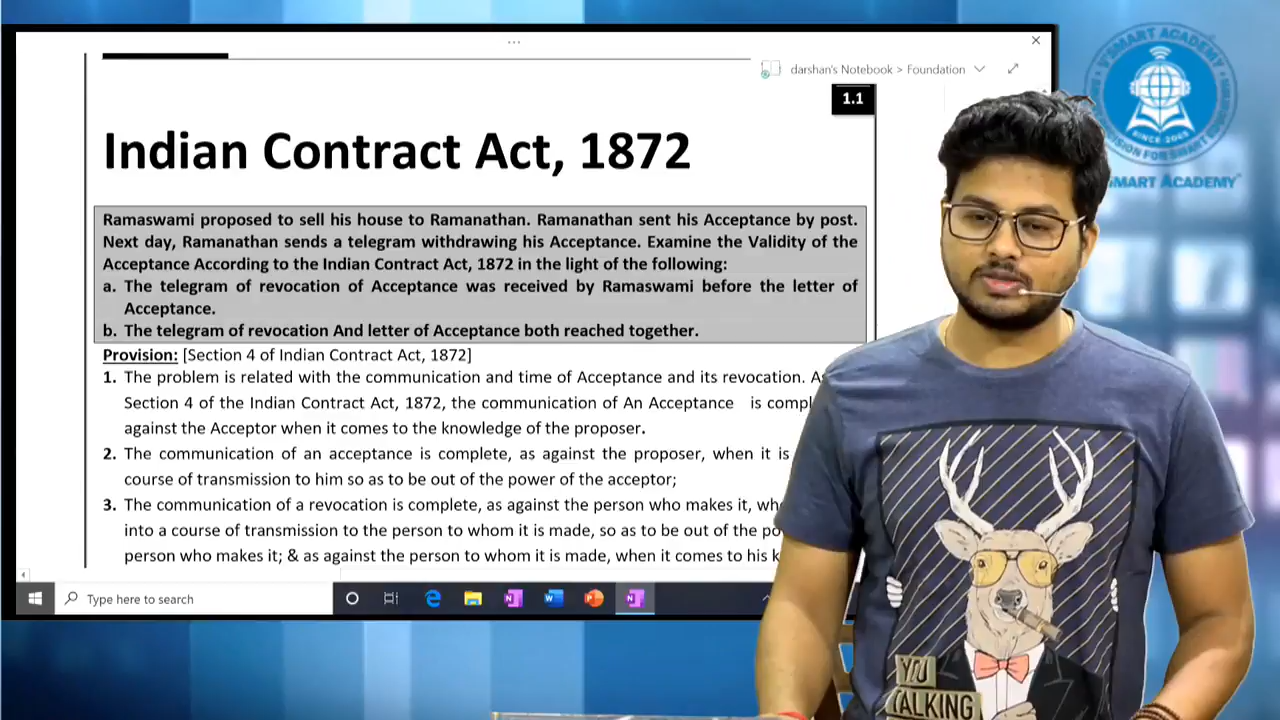 ...
darshan's Notebook > Foundation
1.1
Indian Contract Act, 1872
Ramaswami proposed to sell his house to Ramanathan. Ramanathan sent his Acceptance by post.
Next day, Ramanathan sends a telegram withdrawing his Acceptance. Examine the Validity of the
Acceptance According to the Indian Contract Act, 1872 in the light of the following:
a. The telegram of revocation of Acceptance was received by Ramaswami before the letter of
Acceptance.
b. The telegram of revocation And letter of Acceptance both reached together.
Provision: [Section 4 of Indian Contract Act, 1872]
1. The problem is related with the communication and time of Acceptance and its revocation.
Section 4 of the Indian Contract Act, 1872, the communication of An Acceptance is
against the Acceptor when it comes to the knowledge of the proposer.
2. The communication of an acceptance is complete, as against the proposer, when it is
course of transmission to him so as to be out of the power of the acceptor;
3. The communication of a revocation is complete, as against the person who makes it,
into a course of transmission to the person to whom it is made, so as to be out of the
person who makes it; & as against the person to whom it is made, when it comes to his
Type here to search
SINCE 2003
SMART ACADEMY
YOU
TALKING